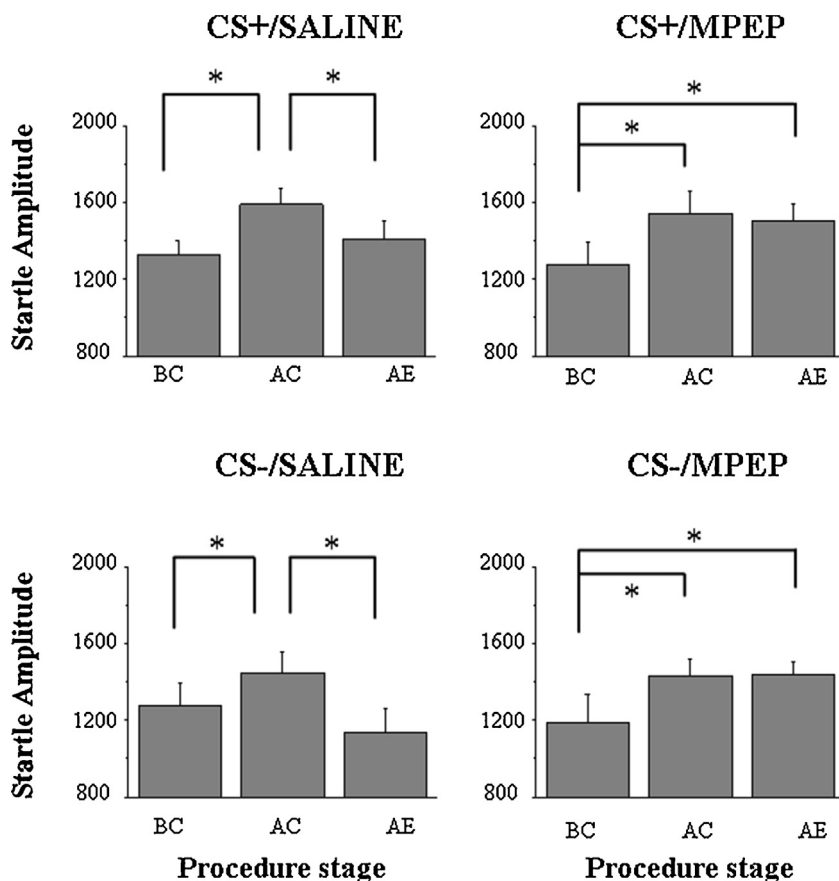 CS+/SALINE
*
*
Startle Amplitude
2000
1600
1200
800
BC
AC
AE
CS+/MPEP
*
*
2000
1600
1200
800
BC
AC
AE
CS-/SALINE
*
*
Startle Amplitude
2000
1600
1200
800
BC
AC
AE
Procedure stage
CS-/MPEP
*
*
2000
1600
1200
800
BC
AC
AE
Procedure stage